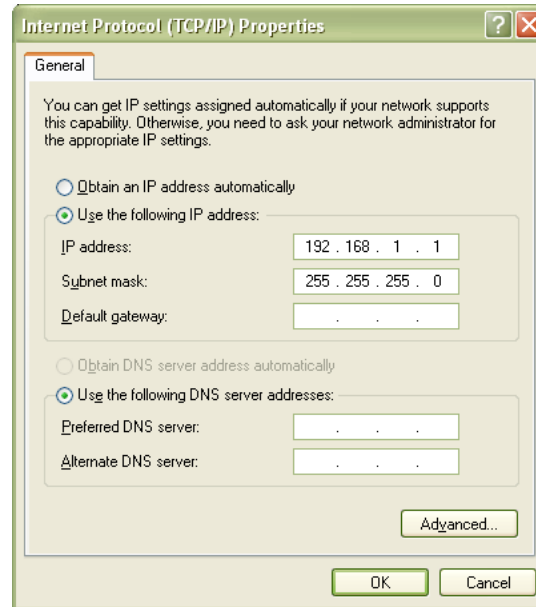 Internet Protocol (TCP/IP) Properties
General
You can get IP settings assigned automatically if your network supports
this capability. Otherwise, you need to ask your network administrator for
the appropriate IP settings.
Obtain an IP address automatically
Use the following IP address:
IP address: 192 . 168 . 1 . 1
Subnet mask: 255 . 255 . 255 . 0
Default gateway: . . .
Obtain DNS server address automatically
Use the following DNS server addresses:
Preferred DNS server: . . .
Alternate DNS server: . . .
Advanced...
OK Cancel